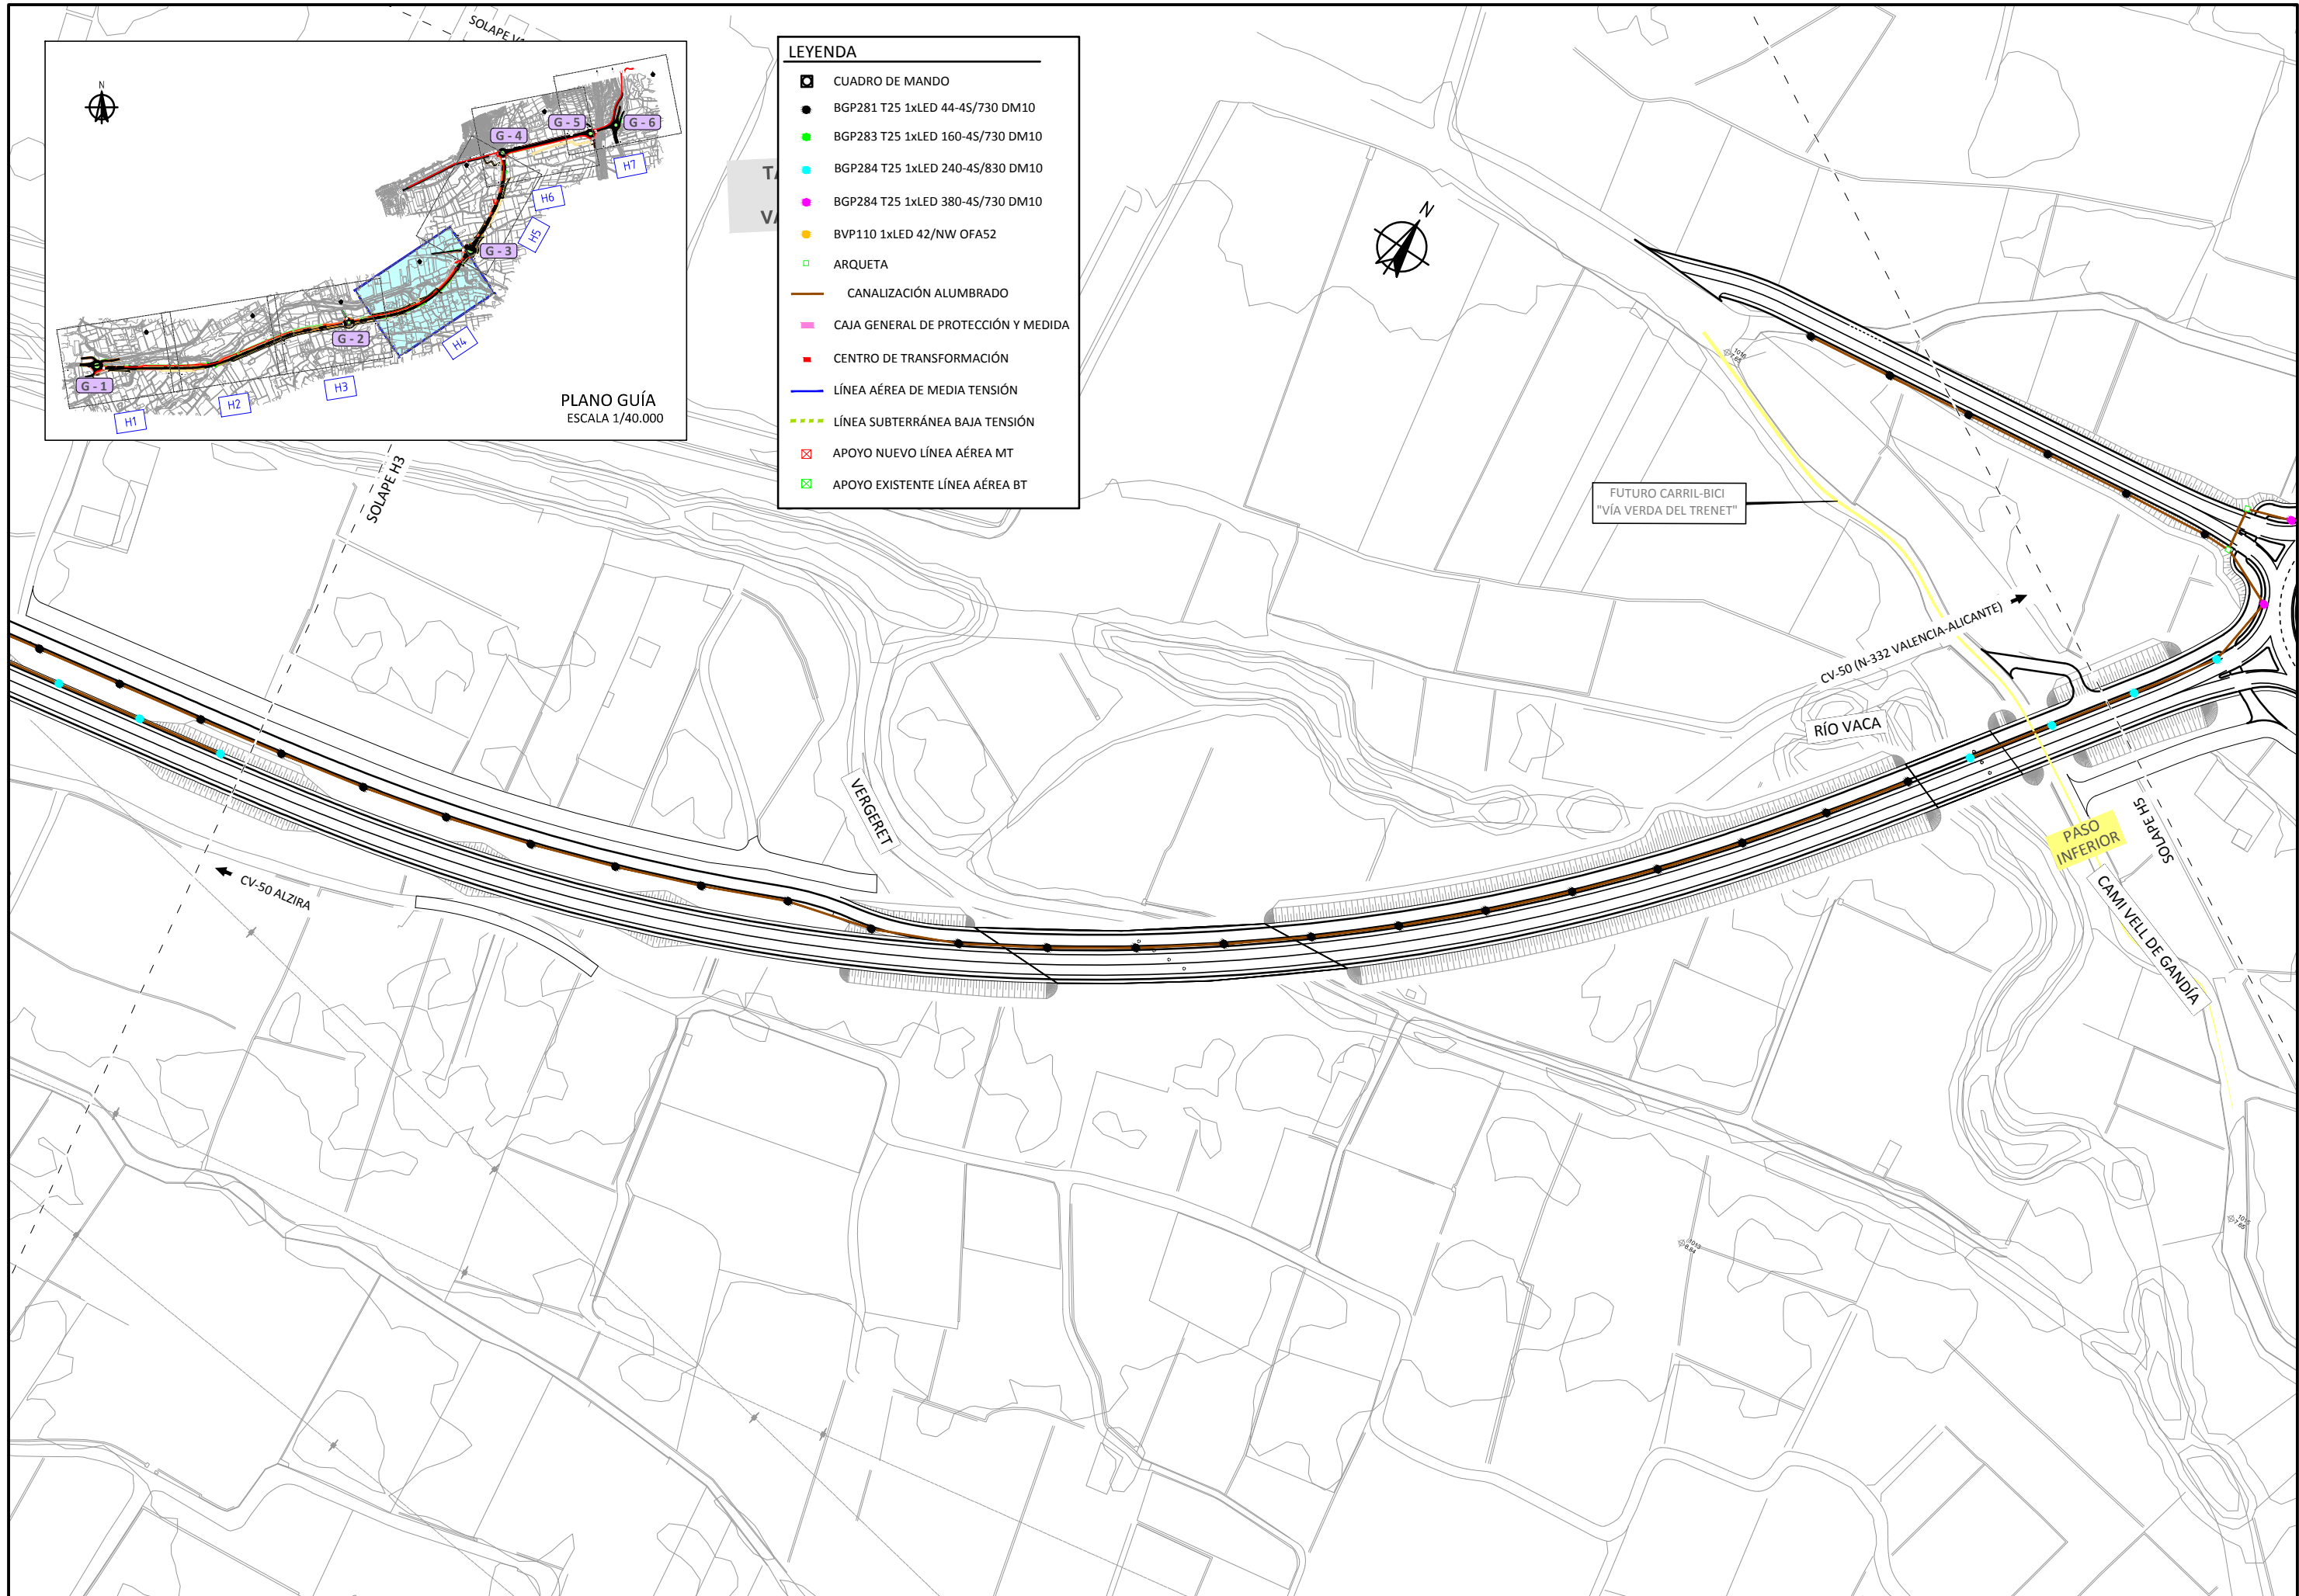 SOLAPE
N
G - 4
G - 5
G - 6
H7
H6
H5
G - 3
H4
G - 2
H3
G - 1
H2
H1
PLANO GUÍA
ESCALA 1/40.000
LEYENDA
CUADRO DE MANDO
BGP281 T25 1xLED 44-4S/730 DM10
BGP283 T25 1xLED 160-4S/730 DM10
BGP284 T25 1xLED 240-4S/830 DM10
BGP284 T25 1xLED 380-4S/730 DM10
BVP110 1xLED 42/NW OFA52
ARQUETA
CANALIZACIÓN ALUMBRADO
CAJA GENERAL DE PROTECCIÓN Y MEDIDA
CENTRO DE TRANSFORMACIÓN
LÍNEA AÉREA DE MEDIA TENSIÓN
LÍNEA SUBTERRÁNEA BAJA TENSIÓN
APOYO NUEVO LÍNEA AÉREA MT
APOYO EXISTENTE LÍNEA AÉREA BT
N
SOLAPE H3
FUTURO CARRIL-BICI
"VÍA VERDA DEL TRENET"
CV-50 (N-332 VALENCIA-ALICANTE)
RÍO VACA
VERGERET
CV-50 ALZIRA
PASO
INFERIOR
SOLAPE H5
CAMI VELL DE GANDÍA
1013
8.64